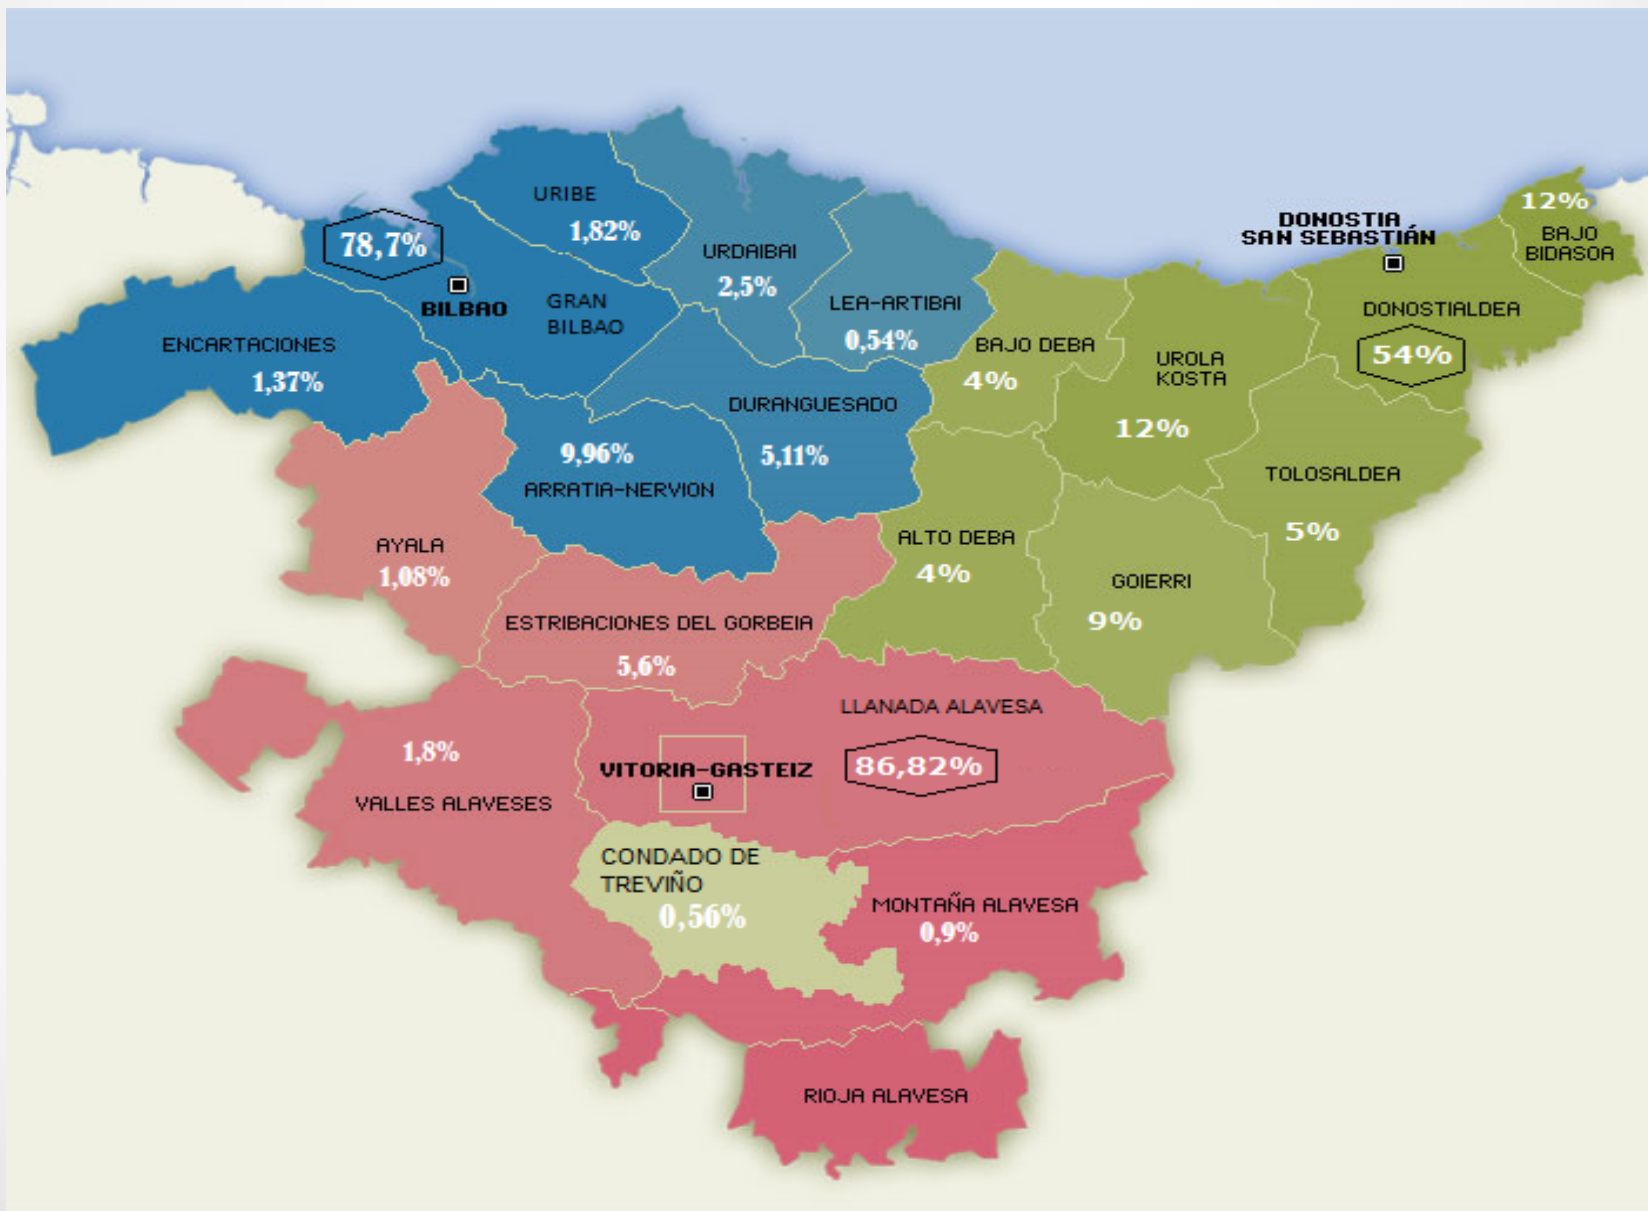 URIBE
1,82%
78,7%
BILBAO
GRAN
BILBAO
URDAIBAI
2,5%
LEA-ARTIBAI
0,54%
ENCARTACIONES
1,37%
DURANGUESADO
5,11%
9,96%
ARRATIA-NERVION
12%
BAJO
BIDASOA
DONOSTIA
SAN SEBASTIÁN
DONOSTIALDEA
54%
BAJO DEBA
4%
UROLA
KOSTA
12%
TOLOSALDEA
5%
ALTO DEBA
4%
GOIERRI
9%
AYALA
1,08%
ESTRIBACIONES DEL GORBEIA
5,6%
LLANADA ALAVESA
86,82%
VITORIA-GASTEIZ
1,8%
VALLES ALAVESES
CONDADO DE
TREVIÑO
0,56%
MONTAÑA ALAVESA
0,9%
RIOJA ALAVESA